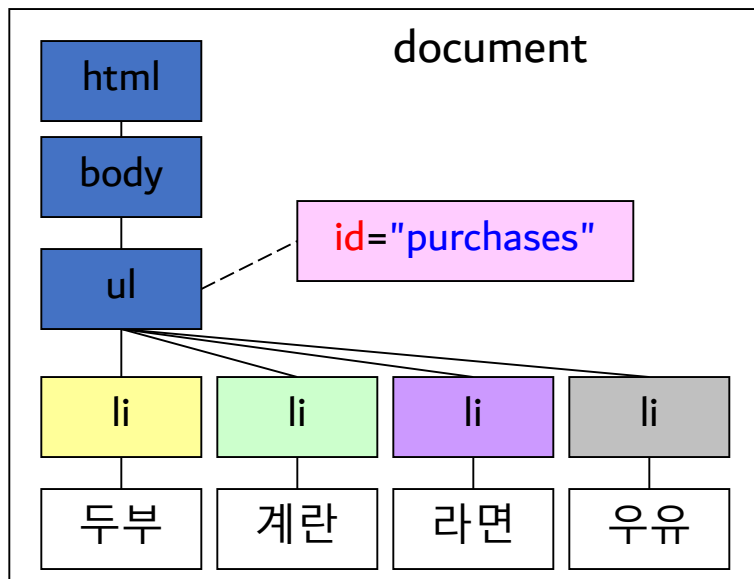 document
html
body
id="purchases"
ul
li li li li
두부 계란 라면 우유